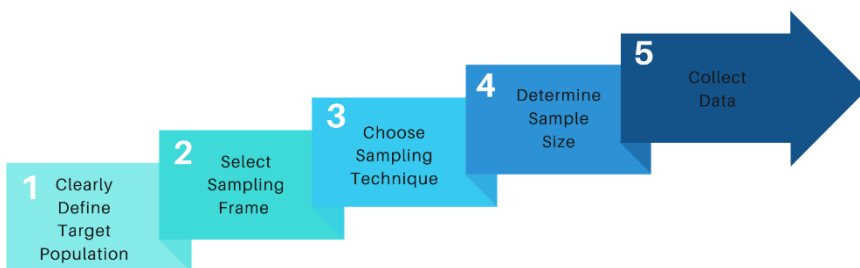 1
Clearly
Define
Target
Population
2
Select
Sampling
Frame
3
Choose
Sampling
Technique
4
Determine
Sample
Size
5
Collect
Data